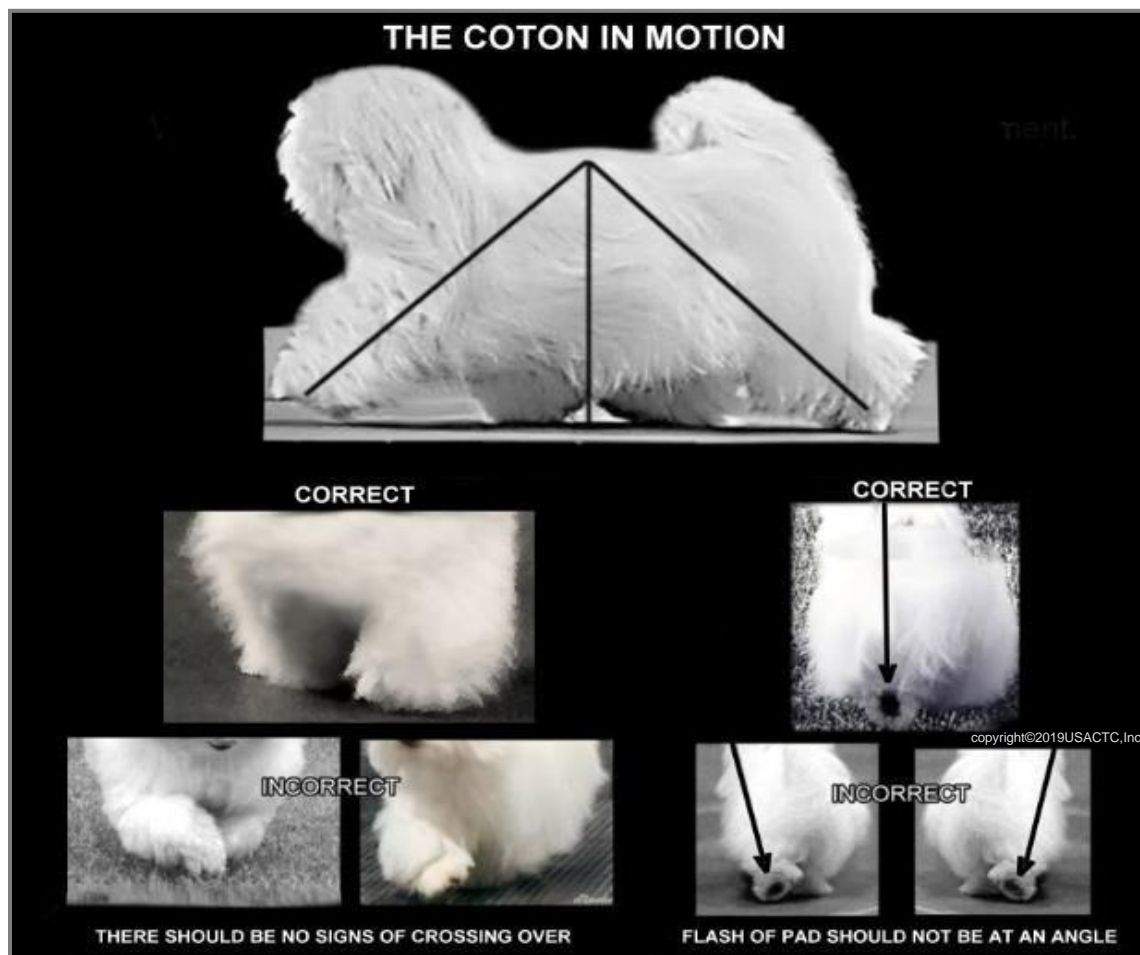 THE COTON IN MOTION
CORRECT
CORRECT
copyright©2019USACTC,Inc
INCORRECT
INCORRECT
THERE SHOULD BE NO SIGNS OF CROSSING OVER
FLASH OF PAD SHOULD NOT BE AT AN ANGLE